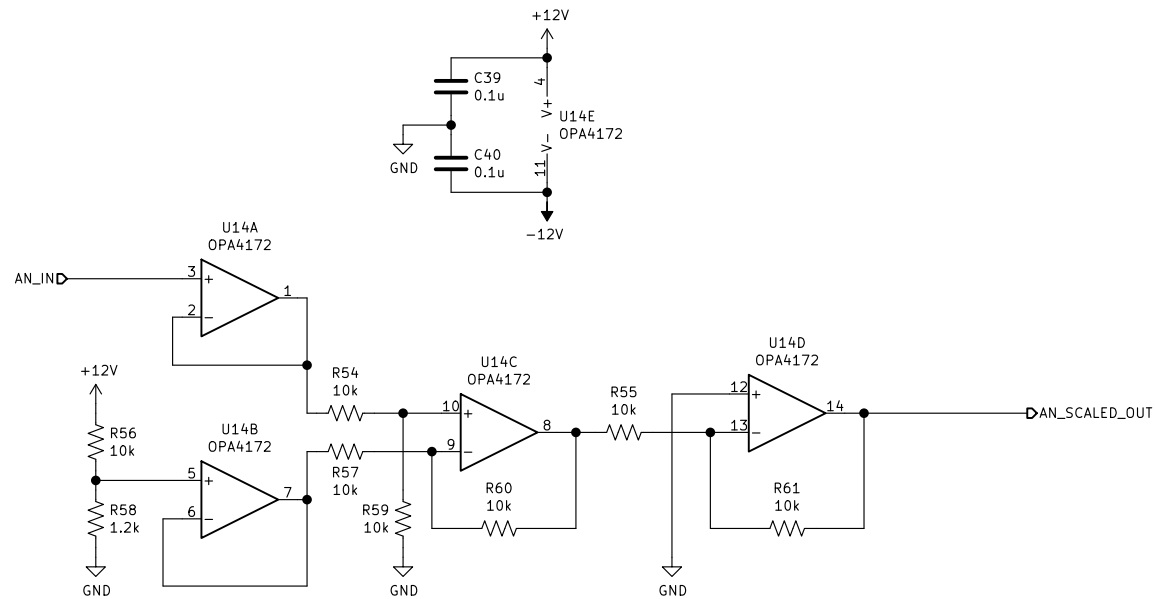 +12V
C39
0.1u
4
V+
U14E
OPA4172
V-
11
C40
0.1u
GND
-12V
U14A
OPA4172
AN_IN
3
+
1
2
-
+12V
R56
10k
R58
1.2k
GND
U14B
OPA4172
5
+
7
6
-
R54
10k
R57
10k
R59
10k
GND
U14C
OPA4172
10
+
8
9
-
R60
10k
R55
10k
U14D
OPA4172
12
+
14
13
-
R61
10k
GND
AN_SCALED_OUT